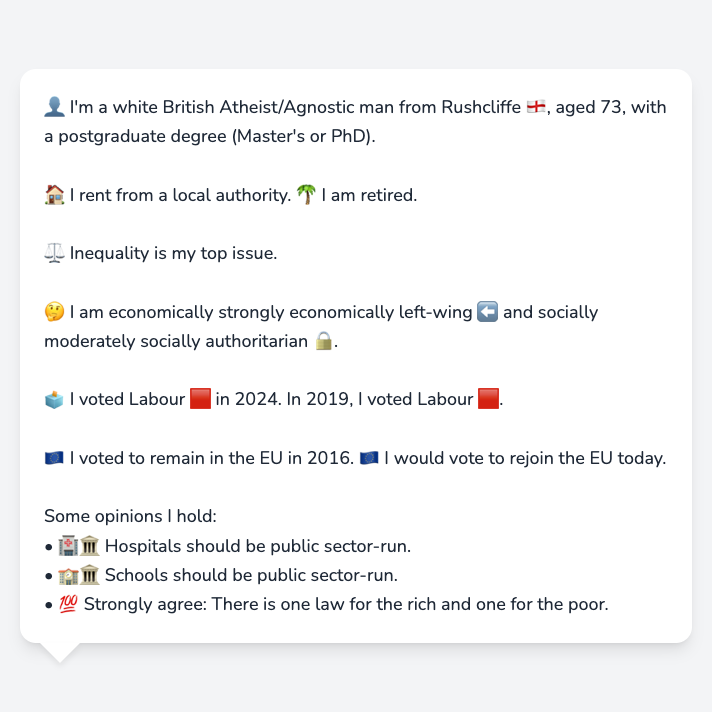 👤 I'm a white British Atheist/Agnostic man from Rushcliffe 🏴󠁧󠁢󠁥󠁮󠁧󠁿, aged 73, with
a postgraduate degree (Master's or PhD).
🏠 I rent from a local authority. 🌴 I am retired.
⚖️ Inequality is my top issue.
🤔 I am economically strongly economically left-wing ⬅️ and socially
moderately socially authoritarian 🔒.
🗳️ I voted Labour 🟥 in 2024. In 2019, I voted Labour 🟥.
🇪🇺 I voted to remain in the EU in 2016. 🇪🇺 I would vote to rejoin the EU today.
Some opinions I hold:
• 🏥🏛️ Hospitals should be public sector-run.
• 🏫🏛️ Schools should be public sector-run.
• 💯 Strongly agree: There is one law for the rich and one for the poor.